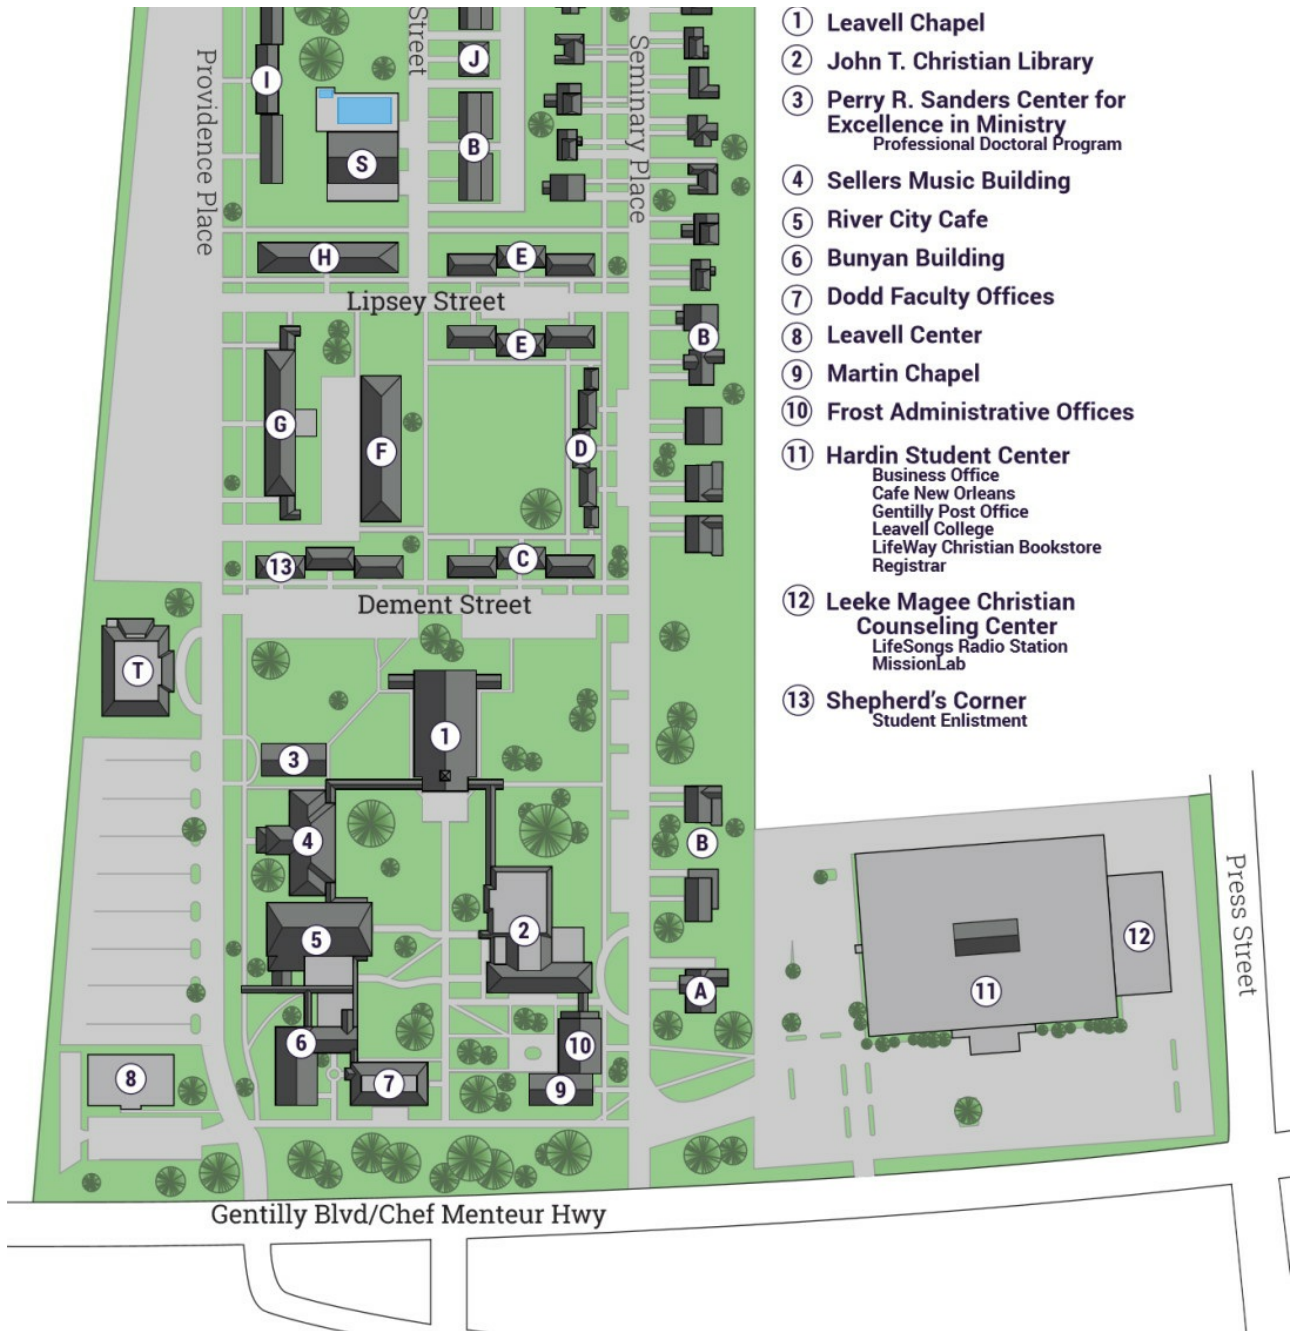 1 Leavell Chapel
2 John T. Christian Library
3 Perry R. Sanders Center for
Excellence in Ministry
Professional Doctoral Program
4 Sellers Music Building
5 River City Cafe
6 Bunyan Building
7 Dodd Faculty Offices
8 Leavell Center
9 Martin Chapel
10 Frost Administrative Offices
11 Hardin Student Center
Business Office
Cafe New Orleans
Gentilly Post Office
Leavell College
LifeWay Christian Bookstore
Registrar
12 Leeke Magee Christian
Counseling Center
LifeSongs Radio Station
MissionLab
13 Shepherd's Corner
Student Enlistment
Providence Place
Street
Seminary Place
I
J
B
S
H
E
Lipsey Street
E
B
G
F
D
13
C
Dement Street
T
1
3
4
B
5
2
12
A
11
6
10
8
7
9
Press Street
Gentilly Blvd/Chef Menteur Hwy